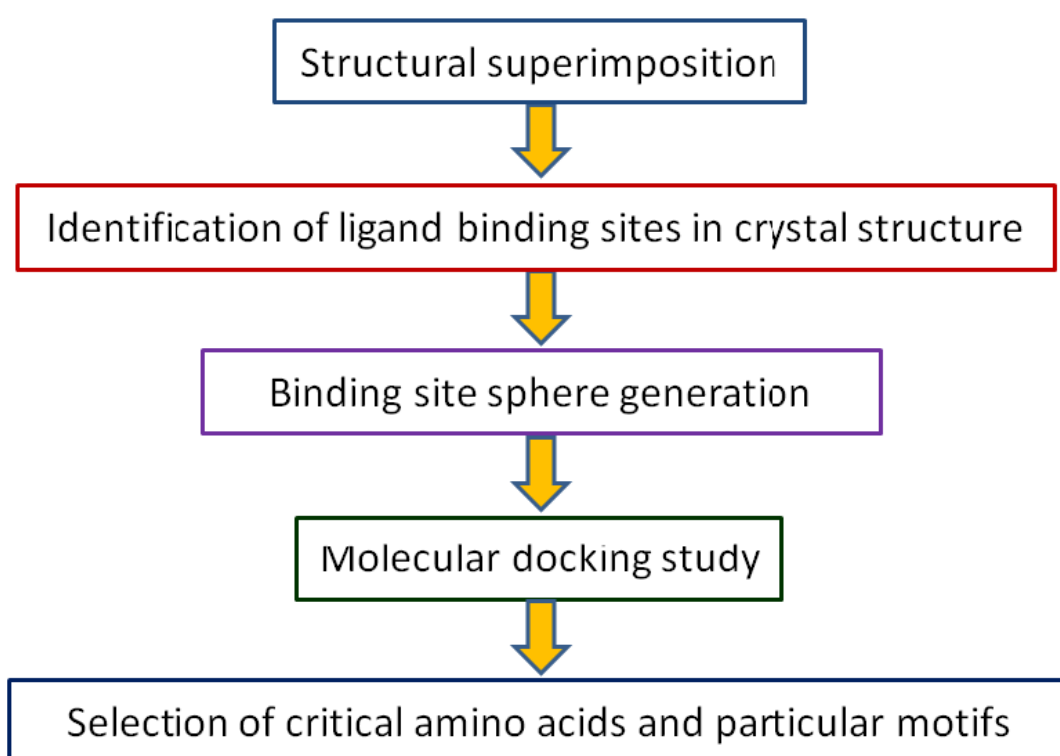 Structural superimposition
Identification of ligand binding sites in crystal structure
Binding site sphere generation
Molecular docking study
Selection of critical amino acids and particular motifs